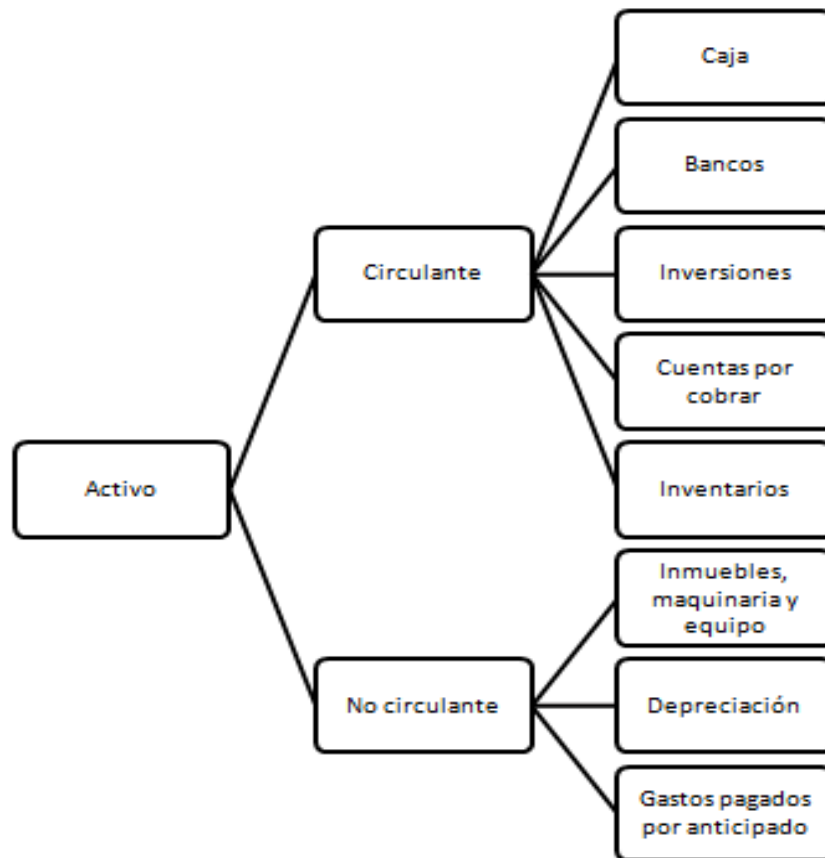 Caja
Bancos
Circulante
Inversiones
Cuentas por
cobrar
Activo
Inventarios
Inmuebles,
maquinaria y
equipo
No circulante
Depreciación
Gastos pagados
por anticipado